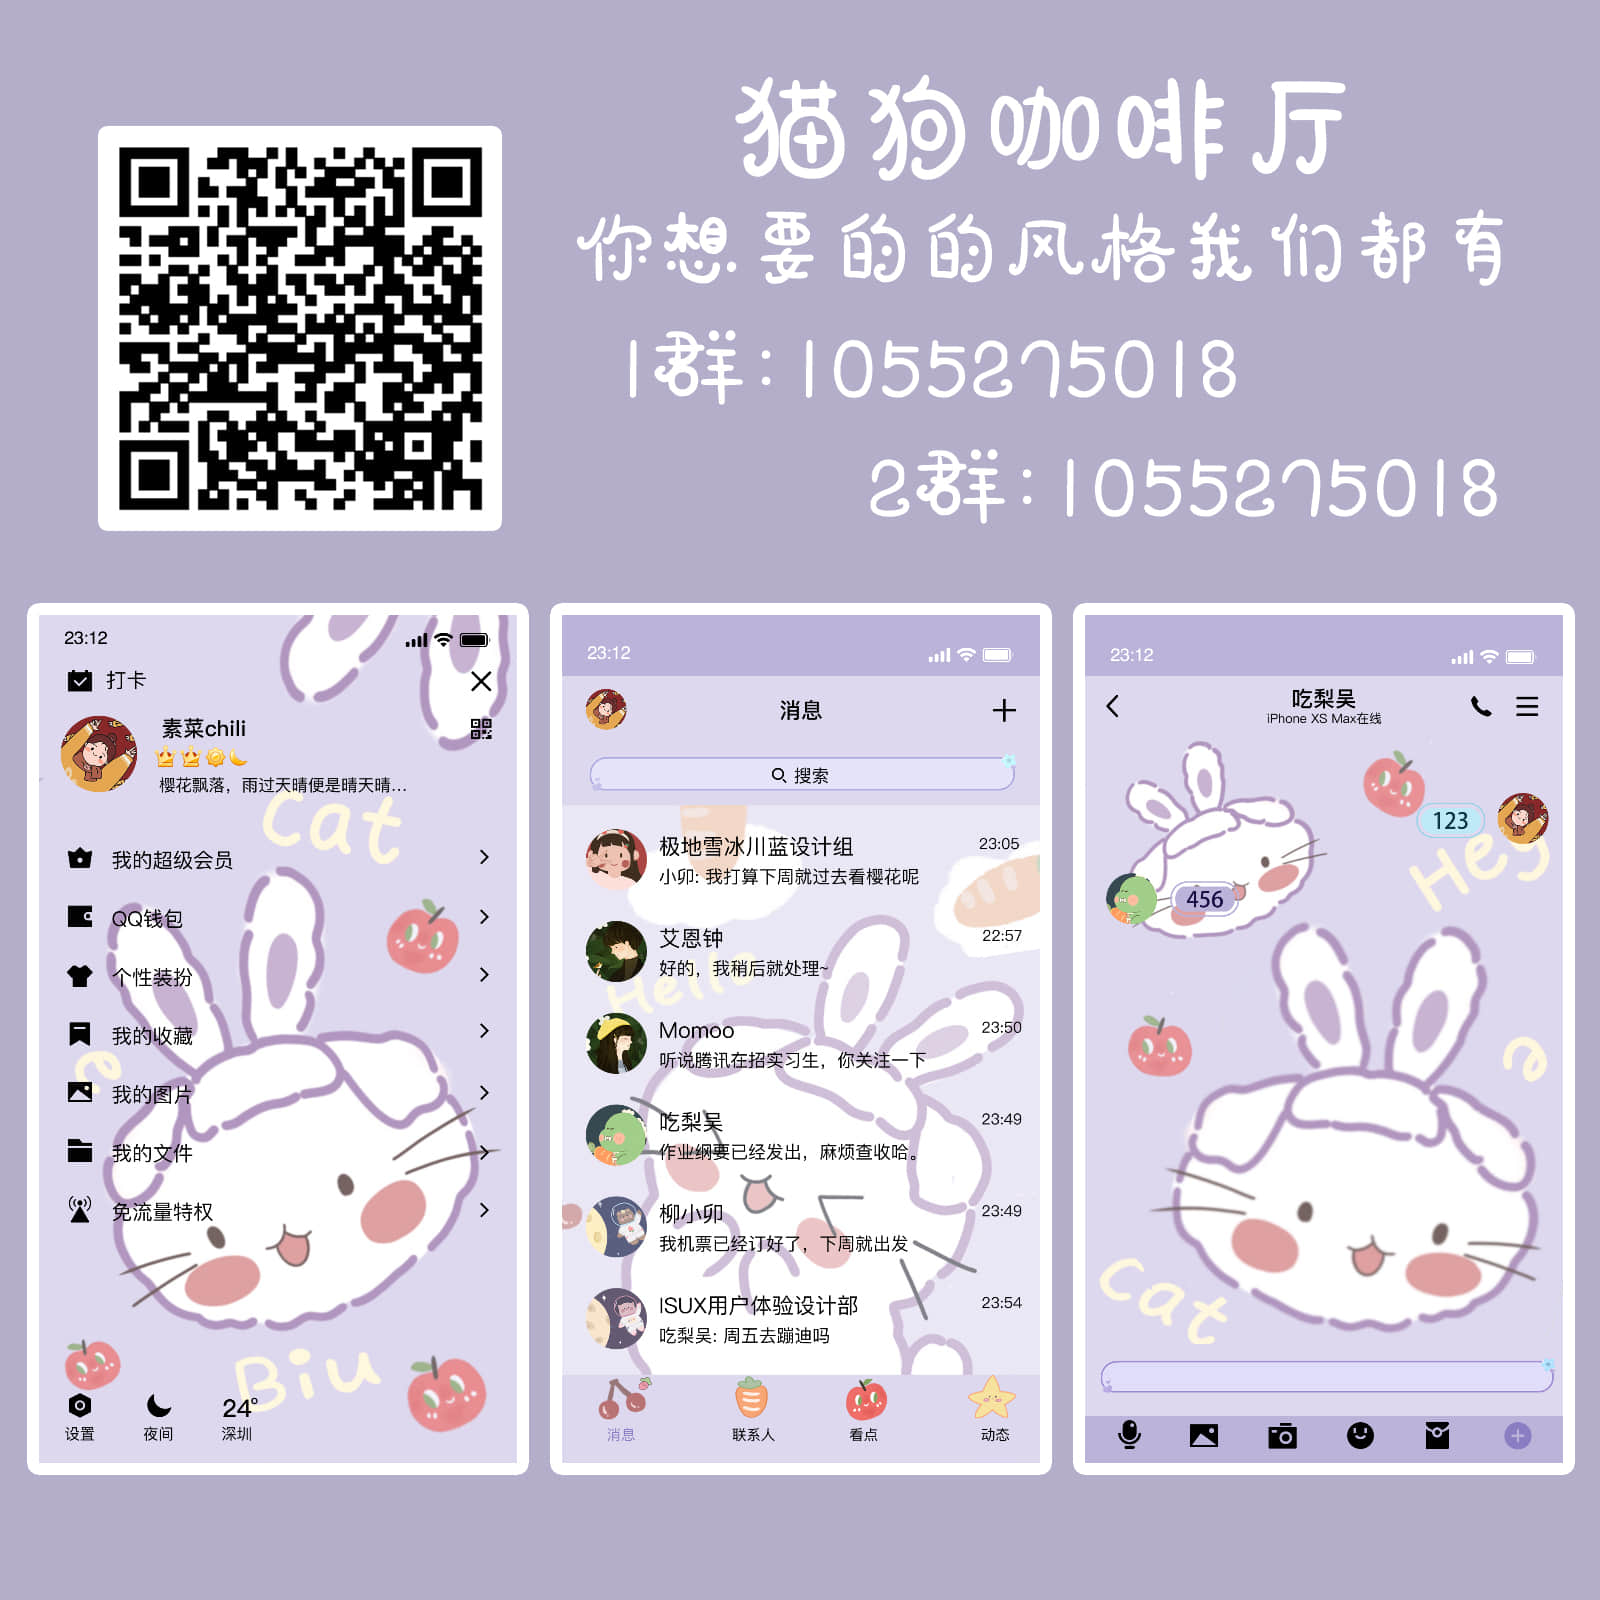 猫狗咖啡厅
你想要的的风格我们都有
1群:1055275018
2群:1055275018
23:12
打卡
素菜chili
樱花飘落，雨过天晴便是晴天晴...
Cat
我的超级会员
QQ钱包
个性装扮
我的收藏
我的图片
我的文件
免流量特权
Biu
24°
设置
夜间
深圳
23:12
消息
搜索
极地雪冰川蓝设计组
23:05
小卯: 我打算下周就过去看樱花呢
艾恩钟
22:57
好的，我稍后就处理~
Hello
Momoo
23:50
听说腾讯在招实习生，你关注一下
吃梨吴
23:49
作业纲要已经发出，麻烦查收哈。
柳小卯
23:49
我机票已经订好了，下周就出发
ISUX用户体验设计部
23:54
吃梨吴: 周五去蹦迪吗
消息
联系人
看点
动态
23:12
吃梨吴
iPhone XS Max在线
123
Hey
456
Cat